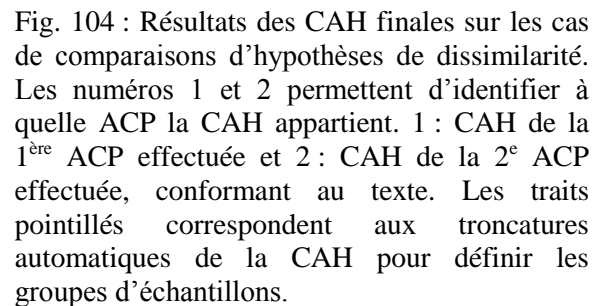 Fig. 104 : Résultats des CAH finales sur les cas
de comparaisons d’hypothèses de dissimilarité.
Les numéros 1 et 2 permettent d’identifier à
quelle ACP la CAH appartient. 1 : CAH de la
1ère ACP effectuée et 2 : CAH de la 2e ACP
effectuée, conformant au texte. Les traits
pointillés correspondent aux troncatures
automatiques de la CAH pour définir les
groupes d’échantillons.